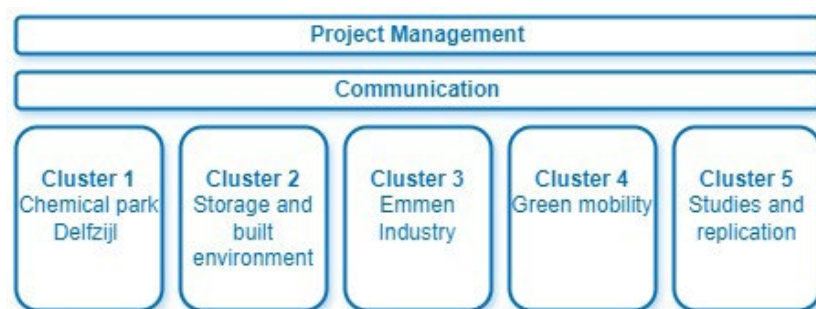 Project Management
Communication
Cluster 1
Chemical park
Delfzijl
Cluster 2
Storage and
built
environment
Cluster 3
Emmen
Industry
Cluster 4
Green mobility
Cluster 5
Studies and
replication